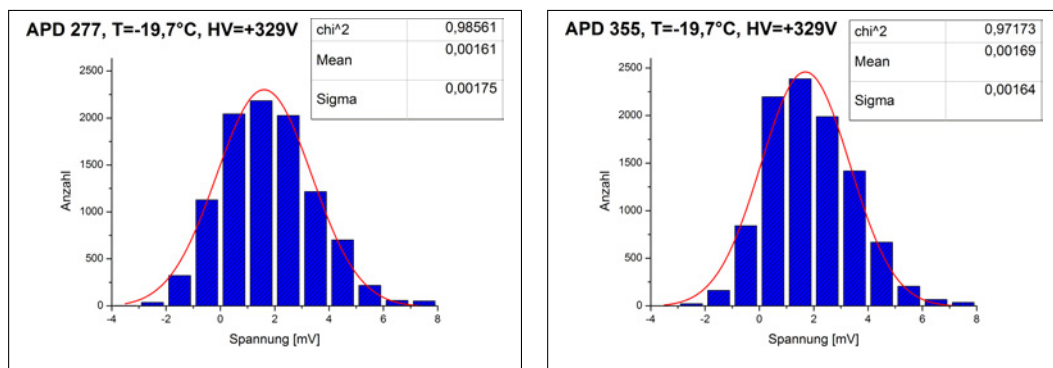 APD 277, T=-19,7°C, HV=+329V
chi^2 0,98561
Mean 0,00161
Sigma 0,00175
2500
2000
1500
1000
500
0
Anzahl
-4 -2 0 2 4 6 8
Spannung [mV]
APD 355, T=-19,7°C, HV=+329V
chi^2 0,97173
Mean 0,00169
Sigma 0,00164
2500
2000
1500
1000
500
0
Anzahl
-4 -2 0 2 4 6 8
Spannung [mV]